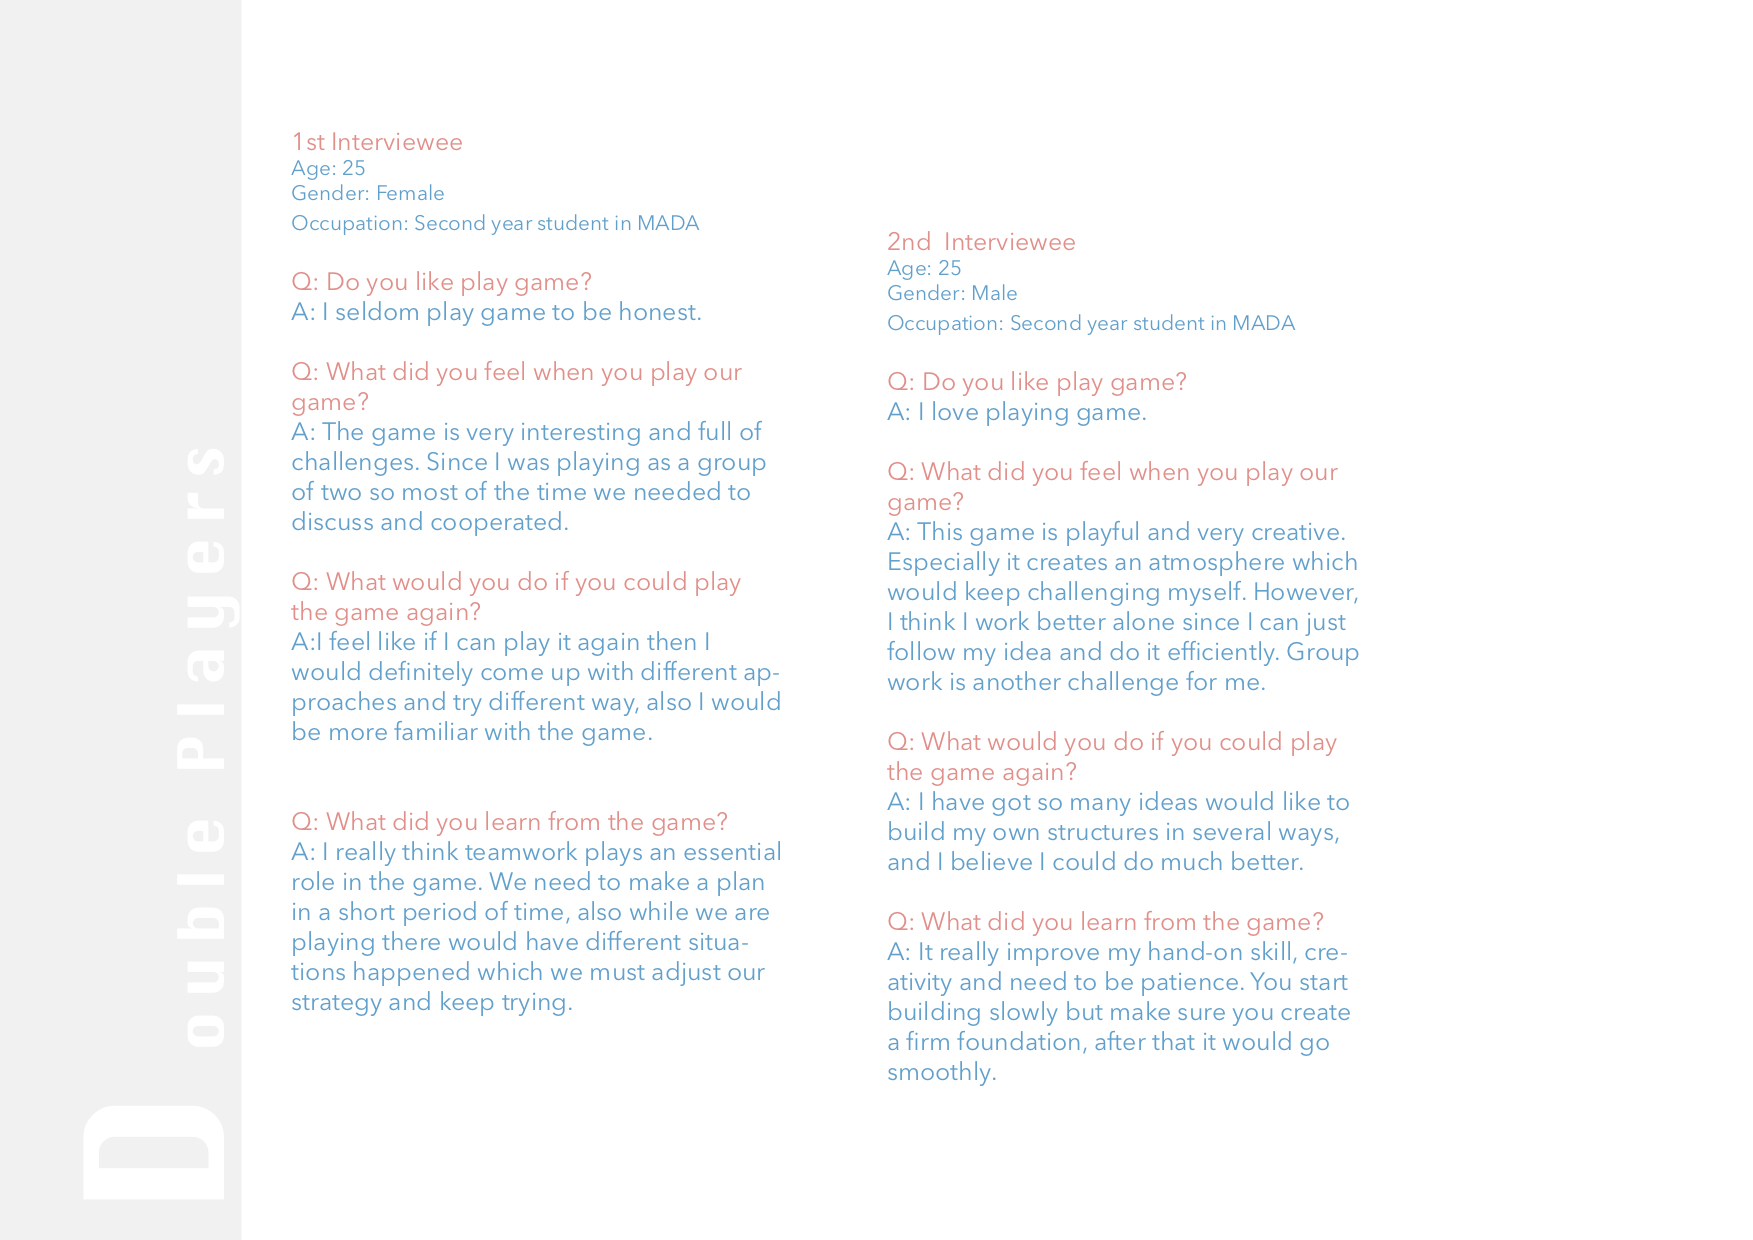 Double Players
1st Interviewee
Age: 25
Gender: Female
Occupation: Second year student in MADA
Q: Do you like play game?
A: I seldom play game to be honest.
Q: What did you feel when you play our
game?
A: The game is very interesting and full of
challenges. Since I was playing as a group
of two so most of the time we needed to
discuss and cooperated.
Q: What would you do if you could play
the game again?
A:I feel like if I can play it again then I
would definitely come up with different ap-
proaches and try different way, also I would
be more familiar with the game.
Q: What did you learn from the game?
A: I really think teamwork plays an essential
role in the game. We need to make a plan
in a short period of time, also while we are
playing there would have different situa-
tions happened which we must adjust our
strategy and keep trying.
2nd  Interviewee
Age: 25
Gender: Male
Occupation: Second year student in MADA
Q: Do you like play game?
A: I love playing game.
Q: What did you feel when you play our
game?
A: This game is playful and very creative.
Especially it creates an atmosphere which
would keep challenging myself. However,
I think I work better alone since I can just
follow my idea and do it efficiently. Group
work is another challenge for me.
Q: What would you do if you could play
the game again?
A: I have got so many ideas would like to
build my own structures in several ways,
and I believe I could do much better.
Q: What did you learn from the game?
A: It really improve my hand-on skill, cre-
ativity and need to be patience. You start
building slowly but make sure you create
a firm foundation, after that it would go
smoothly.